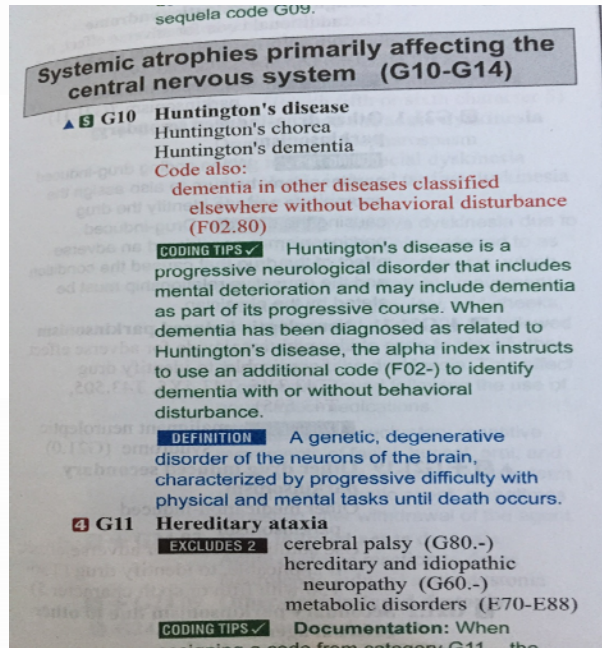 sequela code G09.
Systemic atrophies primarily affecting the
central nervous system (G10-G14)
▲ S G10 Huntington's disease
Huntington's chorea
Huntington's dementia
Code also:
dementia in other diseases classified
elsewhere without behavioral disturbance
(F02.80)
CODING TIPS ✓ Huntington's disease is a
progressive neurological disorder that includes
mental deterioration and may include dementia
as part of its progressive course. When
dementia has been diagnosed as related to
Huntington's disease, the alpha index instructs
to use an additional code (F02-) to identify
dementia with or without behavioral
disturbance.
DEFINITION A genetic, degenerative
disorder of the neurons of the brain,
characterized by progressive difficulty with
physical and mental tasks until death occurs.
4 G11 Hereditary ataxia
EXCLUDES 2 cerebral palsy (G80.-)
hereditary and idiopathic
neuropathy (G60.-)
metabolic disorders (E70-E88)
CODING TIPS ✓ Documentation: When
a code from category G11, the